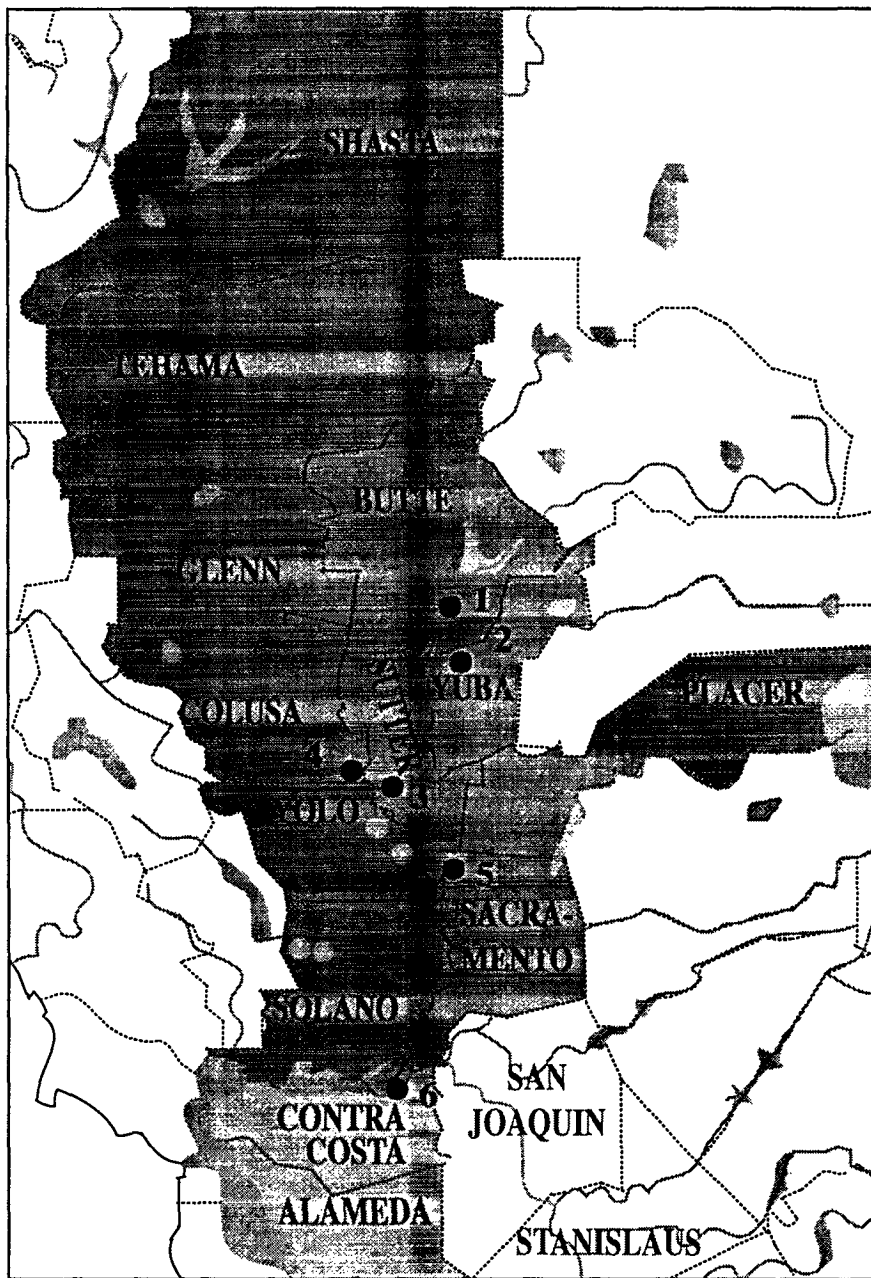 SHASTA
TEHAMA
BUTTE
GLENN
1
2
SUTTER
YUBA
PLACER
COLUSA
4
3
YOLO
5
SACRA-
MENTO
SOLANO
6
SAN
JOAQUIN
CONTRA
COSTA
ALAMEDA
STANISLAUS